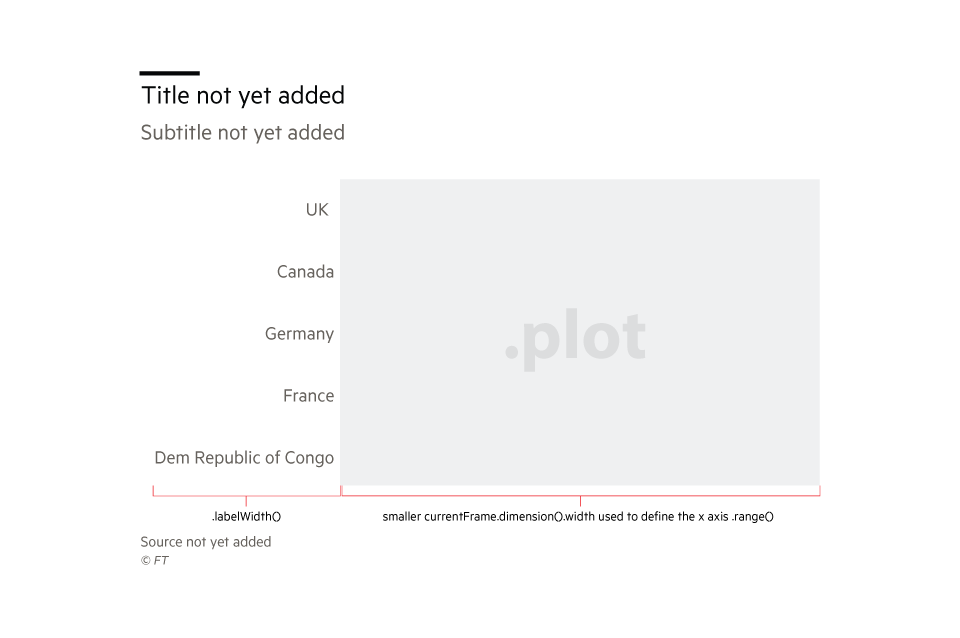 Title not yet added
Subtitle not yet added
UK
Canada
Germany
.plot
France
Dem Republic of Congo
.labelWidth()
smaller currentFrame.dimension().width used to define the x axis .range()
Source not yet added
© FT